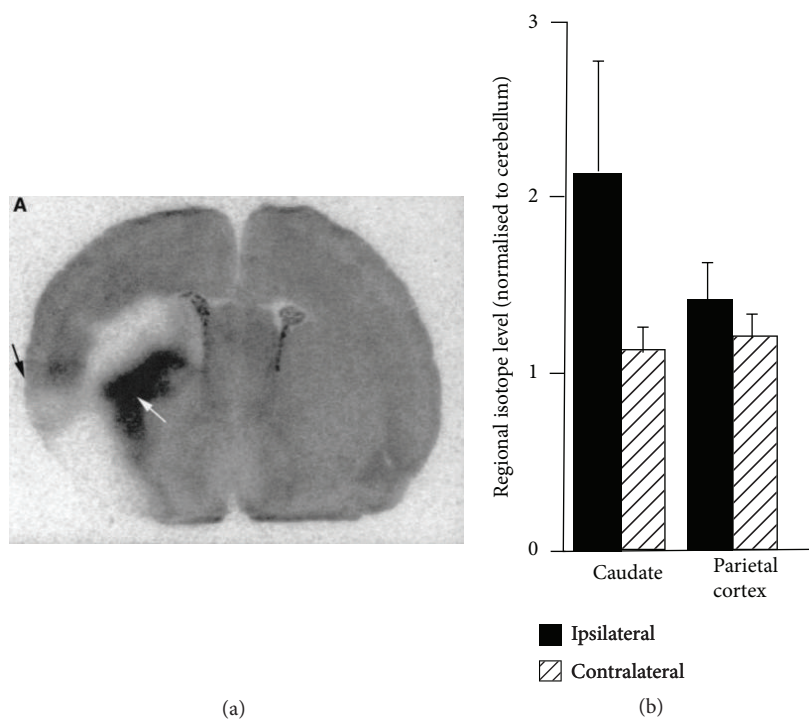 A
(a)
Regional isotope level (normalised to cerebellum)
3
2
1
0
Caudate
Parietal
cortex
Ipsilateral
Contralateral
(b)